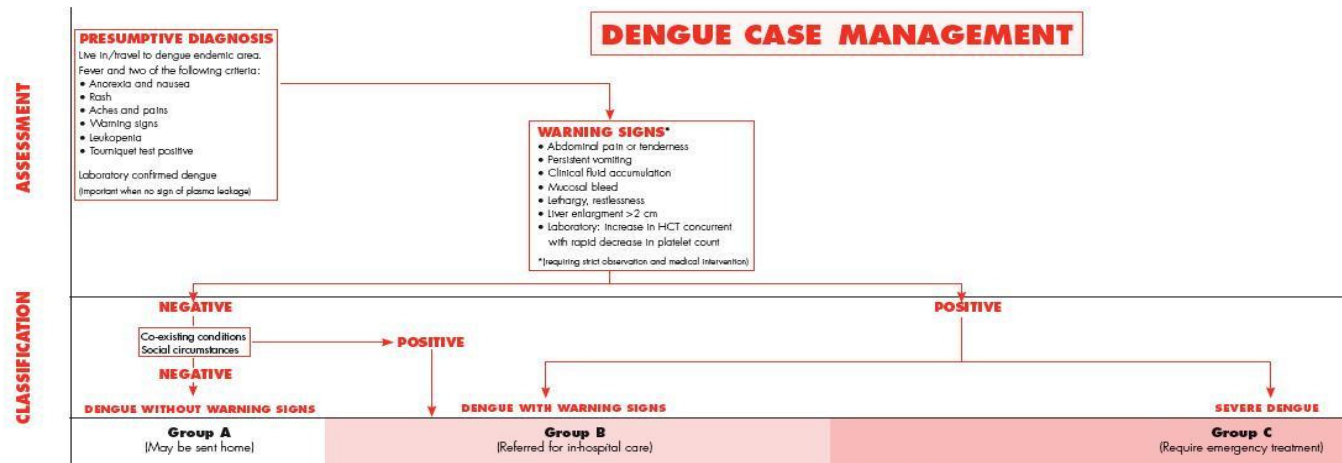 DENGUE CASE MANAGEMENT
ASSESSMENT
PRESUMPTIVE DIAGNOSIS
Live in/travel to dengue endemic area.
Fever and two of the following criteria:
• Anorexia and nausea
• Rash
• Aches and pains
• Warning signs
• Leukopenia
• Tourniquet test positive
Laboratory confirmed dengue
(important when no sign of plasma leakage)
WARNING SIGNS*
• Abdominal pain or tenderness
• Persistent vomiting
• Clinical fluid accumulation
• Mucosal bleed
• Lethargy, restlessness
• Liver enlargment >2 cm
• Laboratory: increase in HCT concurrent
with rapid decrease in platelet count
*(requiring strict observation and medical intervention)
CLASSIFICATION
NEGATIVE
POSITIVE
Co-existing conditions
Social circumstances
POSITIVE
NEGATIVE
DENGUE WITHOUT WARNING SIGNS
DENGUE WITH WARNING SIGNS
SEVERE DENGUE
Group A
(May be sent home)
Group B
(Referred for in-hospital care)
Group C
(Require emergency treatment)